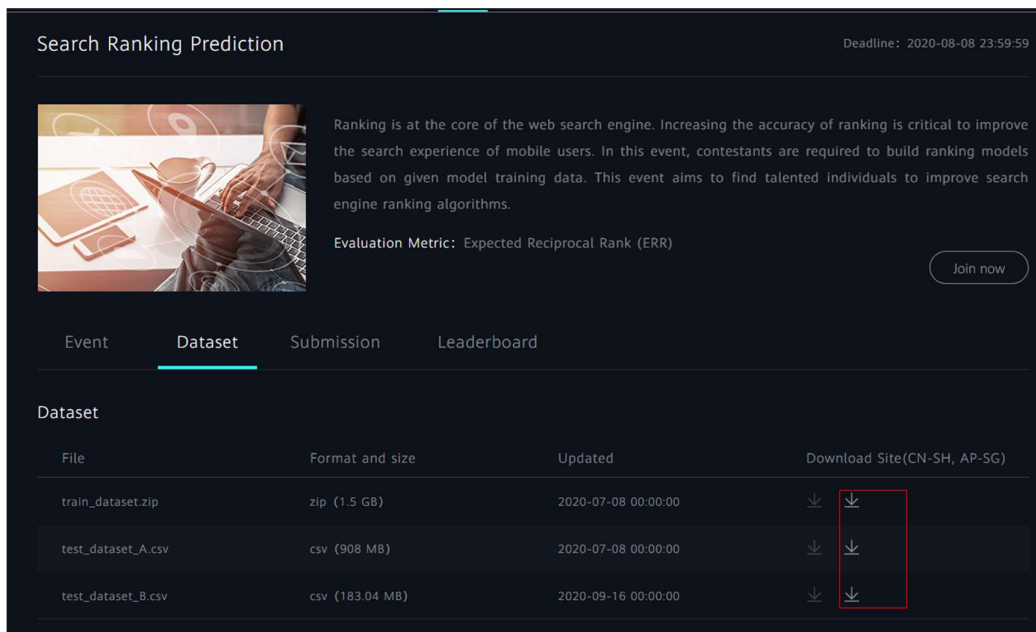 Search Ranking Prediction
Deadline: 2020-08-08 23:59:59
Ranking is at the core of the web search engine. Increasing the accuracy of ranking is critical to improve
the search experience of mobile users. In this event, contestants are required to build ranking models
based on given model training data. This event aims to find talented individuals to improve search
engine ranking algorithms.
Evaluation Metric: Expected Reciprocal Rank (ERR)
Join now
Event Dataset Submission Leaderboard
Dataset
File Format and size Updated Download Site(CN-SH, AP-SG)
train_dataset.zip zip (1.5 GB) 2020-07-08 00:00:00
test_dataset_A.csv csv (908 MB) 2020-07-08 00:00:00
test_dataset_B.csv csv (183.04 MB) 2020-09-16 00:00:00